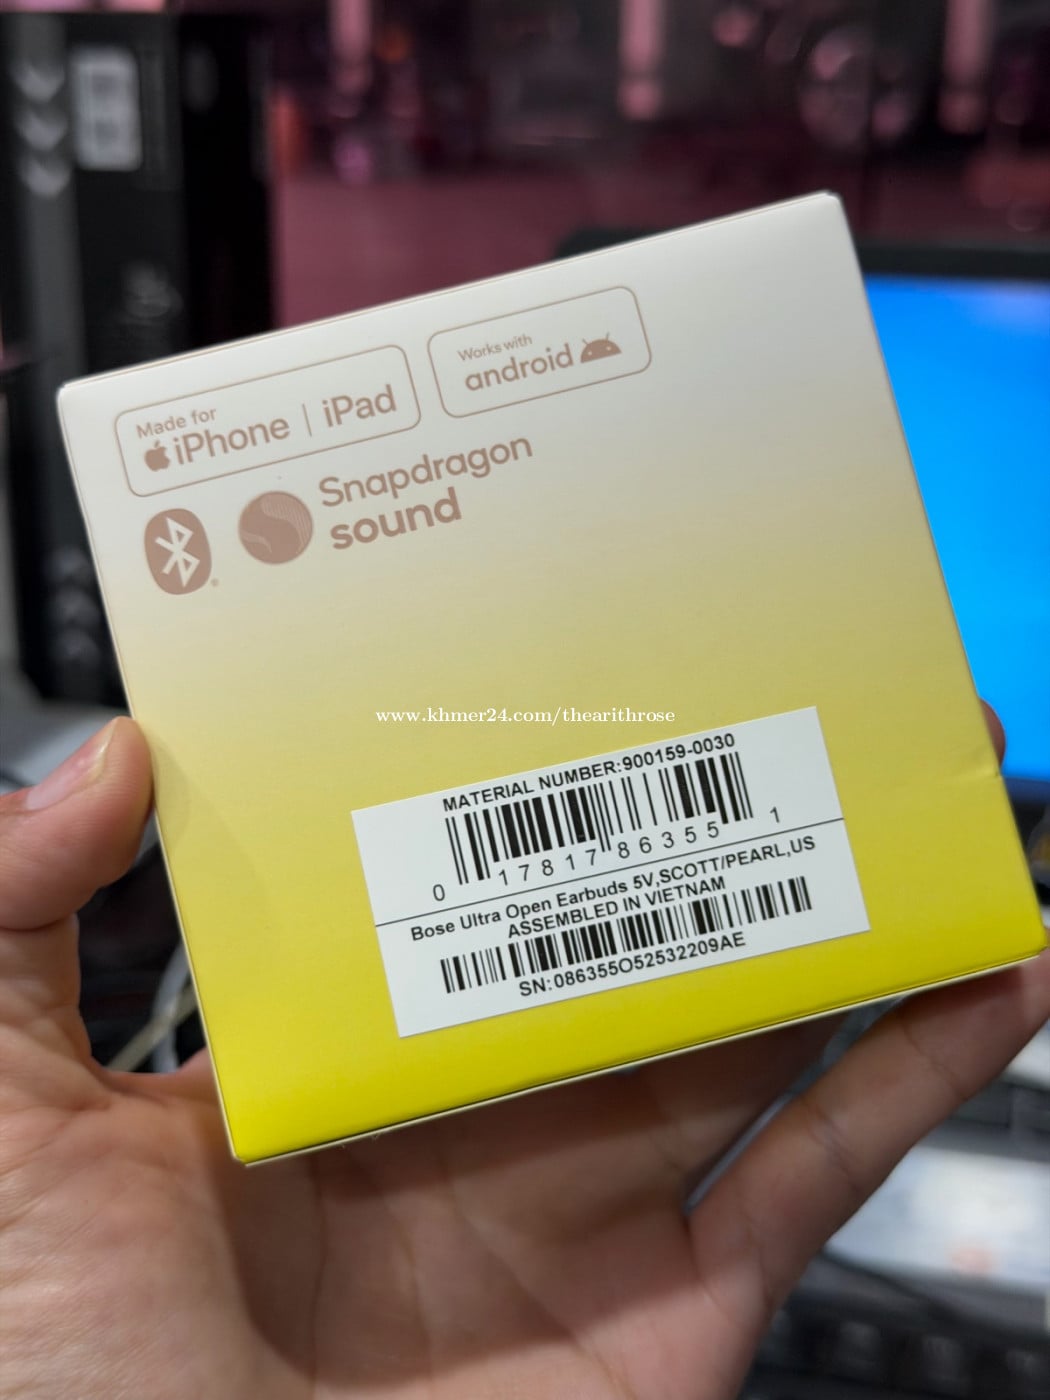 Made for
iPhone | iPad
Works with
android
Snapdragon
sound
www.khmer24.com/thearithrose
MATERIAL NUMBER:900159-0030
0 17817 86355 1
Bose Ultra Open Earbuds 5V,SCOTT/PEARL,US
ASSEMBLED IN VIETNAM
SN:086355O52532209AE